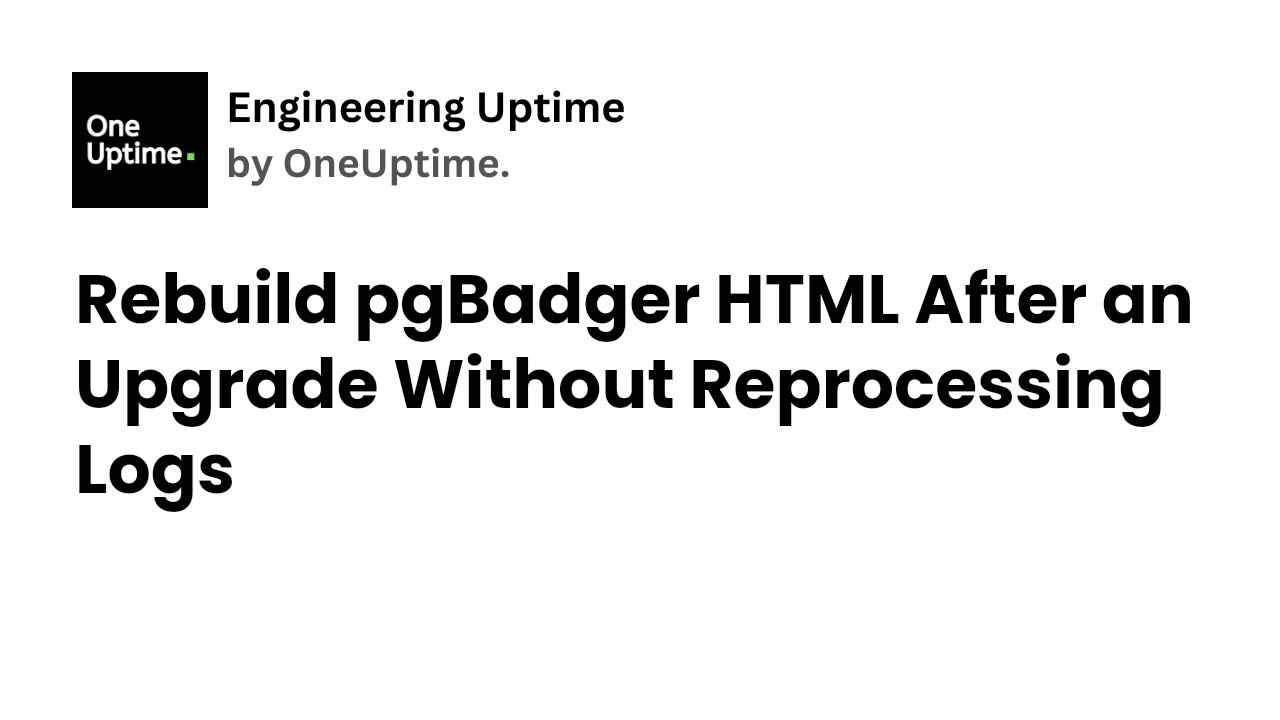 One
Uptime.
Engineering Uptime
by OneUptime.
Rebuild pgBadger HTML After an
Upgrade Without Reprocessing
Logs